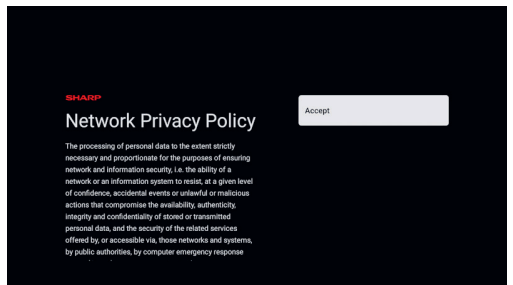 SHARP
Network Privacy Policy
The processing of personal data to the extent strictly
necessary and proportionate for the purposes of ensuring
network and information security, i.e. the ability of a
network or an information system to resist, at a given level
of confidence, accidental events or unlawful or malicious
actions that compromise the availability, authenticity,
integrity and confidentiality of stored or transmitted
personal data, and the security of the related services
offered by, or accessible via, those networks and systems,
by public authorities, by computer emergency response
Accept